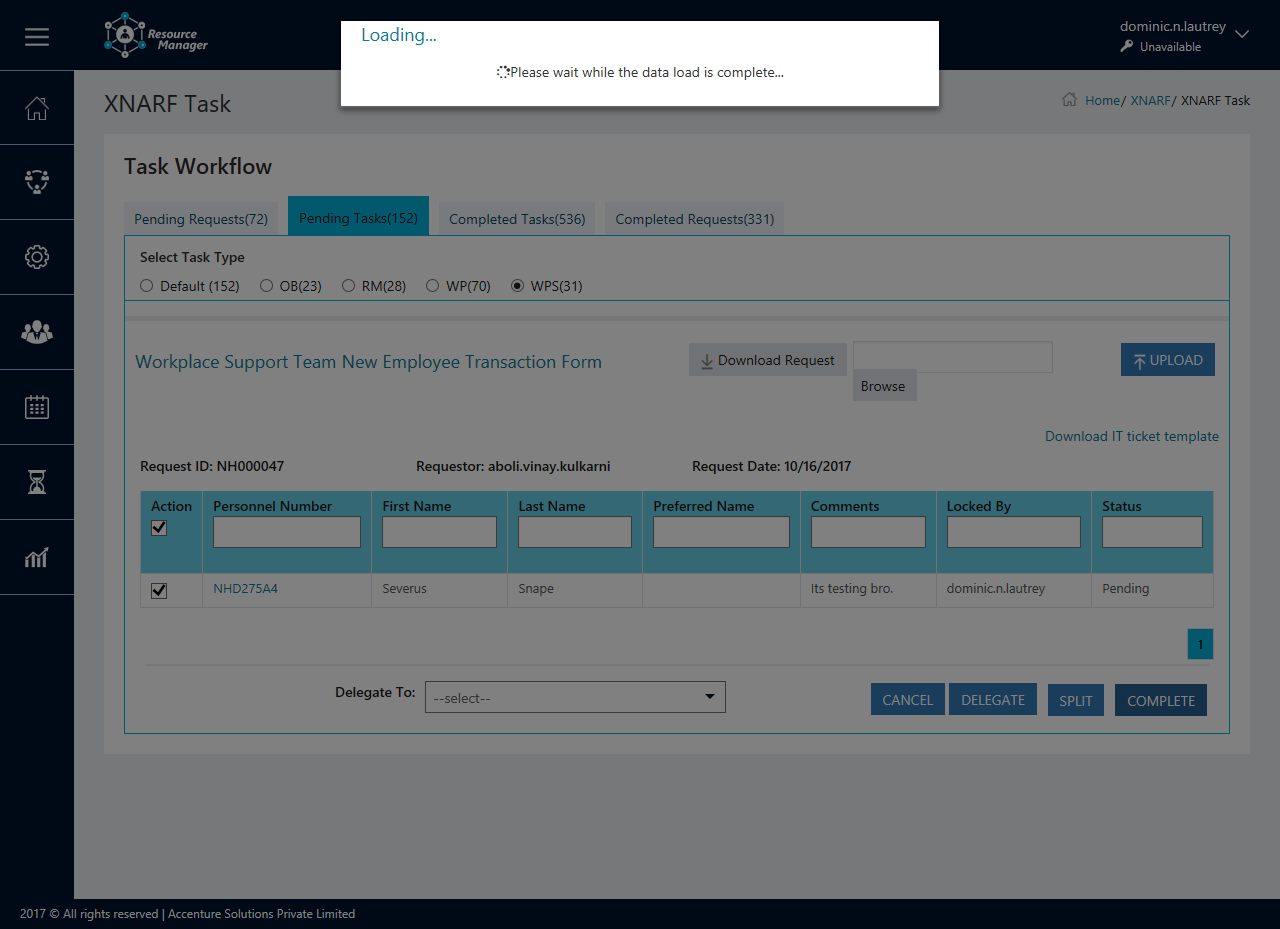 Resource
Manager
Loading...
Please wait while the data load is complete...
dominic.n.lautrey
Unavailable
XNARF Task
Home/ XNARF/ XNARF Task
Task Workflow
Pending Requests(72) Pending Tasks(152) Completed Tasks(536) Completed Requests(331)
Select Task Type
Default (152) OB(23) RM(28) WP(70) WPS(31)
Workplace Support Team New Employee Transaction Form Download Request UPLOAD
Browse
Download IT ticket template
Request ID: NH000047 Requestor: aboli.vinay.kulkarni Request Date: 10/16/2017
Action Personnel Number First Name Last Name Preferred Name Comments Locked By Status
NHD275A4 Severus Snape Its testing bro. dominic.n.lautrey Pending
1
Delegate To: --select-- CANCEL DELEGATE SPLIT COMPLETE
2017 © All rights reserved | Accenture Solutions Private Limited